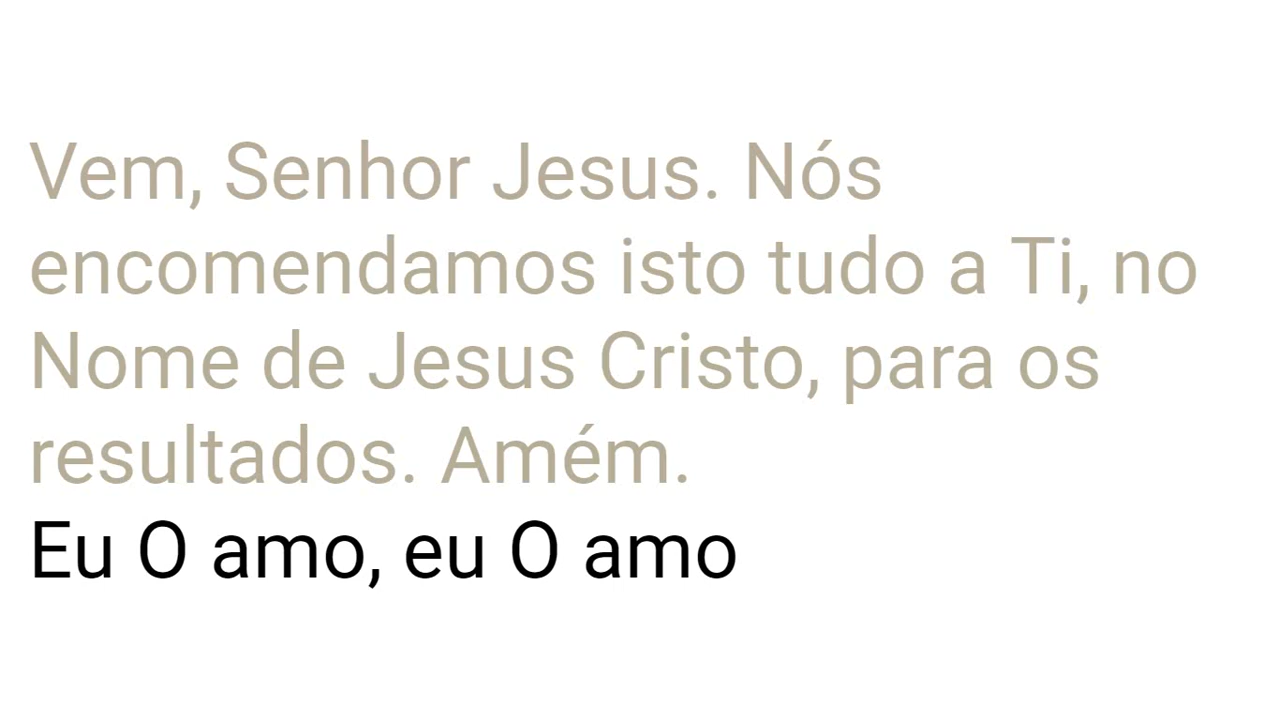 Vem, Senhor Jesus. Nós
encomendamos isto tudo a Ti, no
Nome de Jesus Cristo, para os
resultados. Amém.
Eu O amo, eu O amo